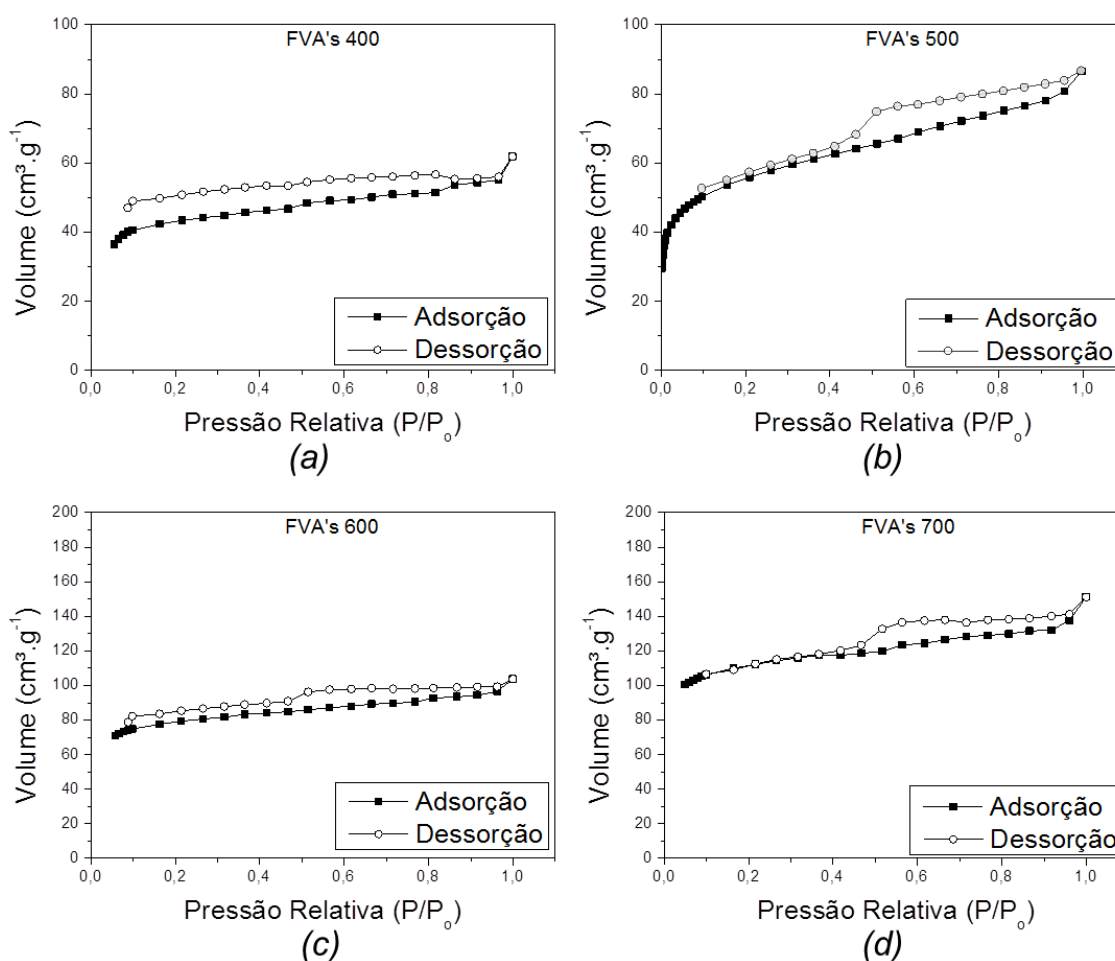 FVA's 400
100
80
60
40
20
0
Volume (cm³.g⁻¹)
Adsorção
Dessorção
0,0 0,2 0,4 0,6 0,8 1,0
Pressão Relativa (P/Pₒ)
(a)
FVA's 500
100
80
60
40
20
0
Volume (cm³.g⁻¹)
Adsorção
Dessorção
0,0 0,2 0,4 0,6 0,8 1,0
Pressão Relativa (P/Pₒ)
(b)
FVA's 600
200
180
160
140
120
100
80
60
40
20
0
Volume (cm³.g⁻¹)
Adsorção
Dessorção
0,0 0,2 0,4 0,6 0,8 1,0
Pressão Relativa (P/Pₒ)
(c)
FVA's 700
200
180
160
140
120
100
80
60
40
20
0
Volume (cm³.g⁻¹)
Adsorção
Dessorção
0,0 0,2 0,4 0,6 0,8 1,0
Pressão Relativa (P/Pₒ)
(d)